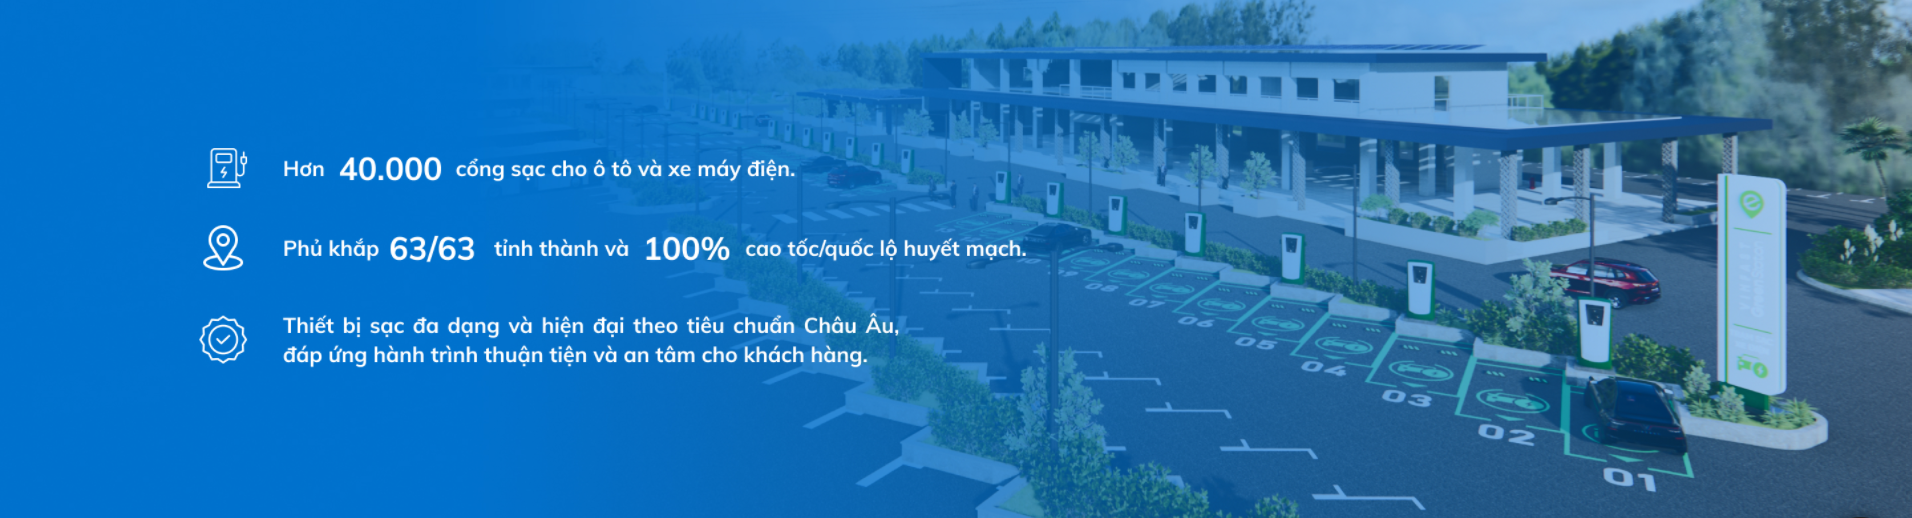 Hơn 40.000 cổng sạc cho ô tô và xe máy điện.
Phủ khắp 63/63 tỉnh thành và 100% cao tốc/quốc lộ huyết mạch.
Thiết bị sạc đa dạng và hiện đại theo tiêu chuẩn Châu Âu,
đáp ứng hành trình thuận tiện và an tâm cho khách hàng.
08
07
06
05
04
03
02
01